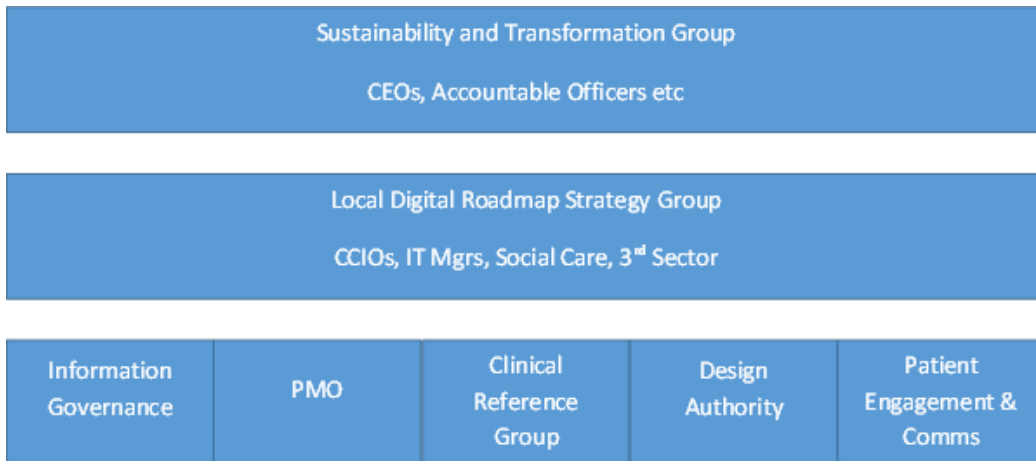 Sustainability and Transformation Group
CEOs, Accountable Officers etc
Local Digital Roadmap Strategy Group
CCIOs, IT Mgrs, Social Care, 3rd Sector
Information
Governance
PMO
Clinical
Reference
Group
Design
Authority
Patient
Engagement &
Comms